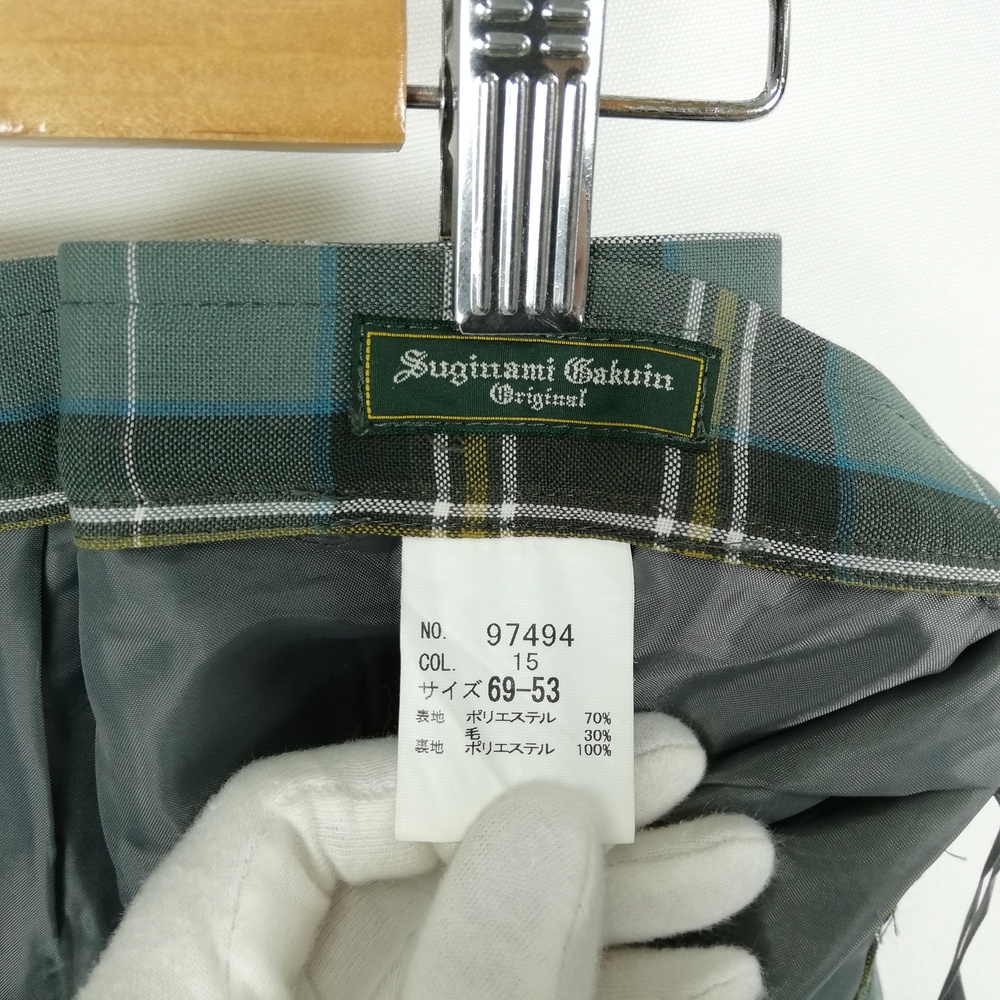 Suginami Gakuin
Original
NO. 97494
COL. 15
サイズ 69-53
表地 ポリエステル 70%
毛 30%
裏地 ポリエステル 100%